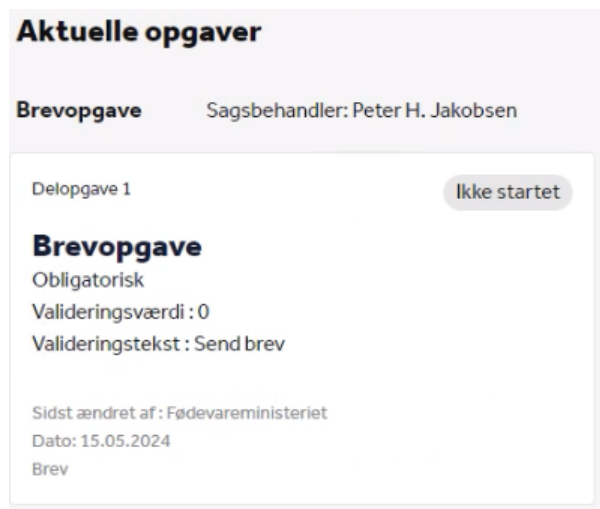 Aktuelle opgaver
Brevopgave Sagsbehandler: Peter H. Jakobsen
Delopgave 1 Ikke startet
Brevopgave
Obligatorisk
Valideringsværdi : 0
Valideringstekst : Send brev
Sidst ændret af : Fødevareministeriet
Dato: 15.05.2024
Brev